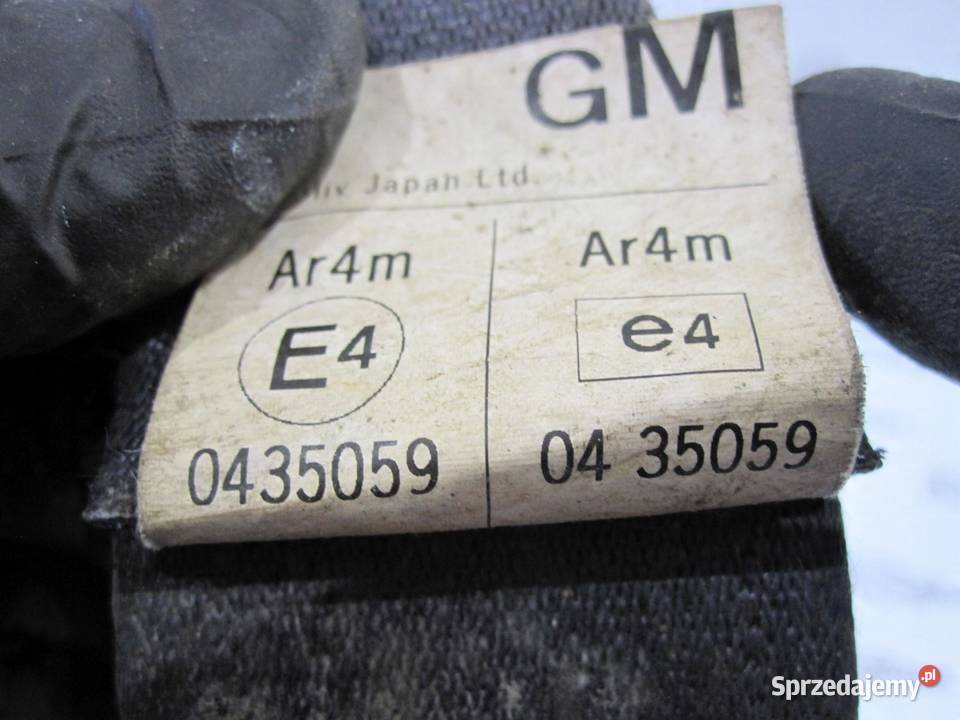 GM
Japan Ltd.
Ar4m Ar4m
E4 e4
0435059 04 35059
Sprzedajemy.pl